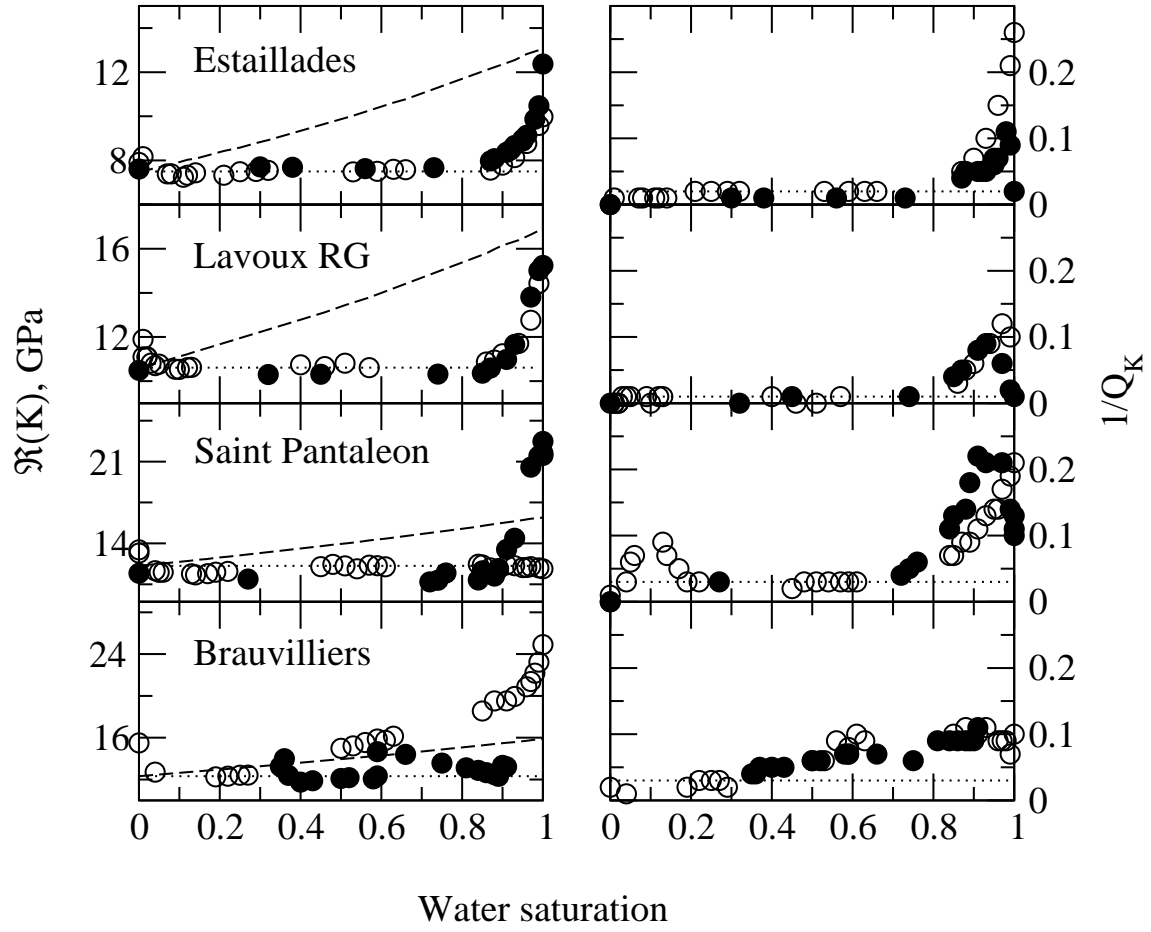 Estaillades
12
8
0.2
0.1
0
Lavoux RG
16
12
0.2
0.1
0
ℜ(K), GPa
1/Q_K
Saint Pantaleon
21
14
0.2
0.1
0
Brauvilliers
24
16
0.2
0.1
0
0 0.2 0.4 0.6 0.8 1
0 0.2 0.4 0.6 0.8 1
Water saturation